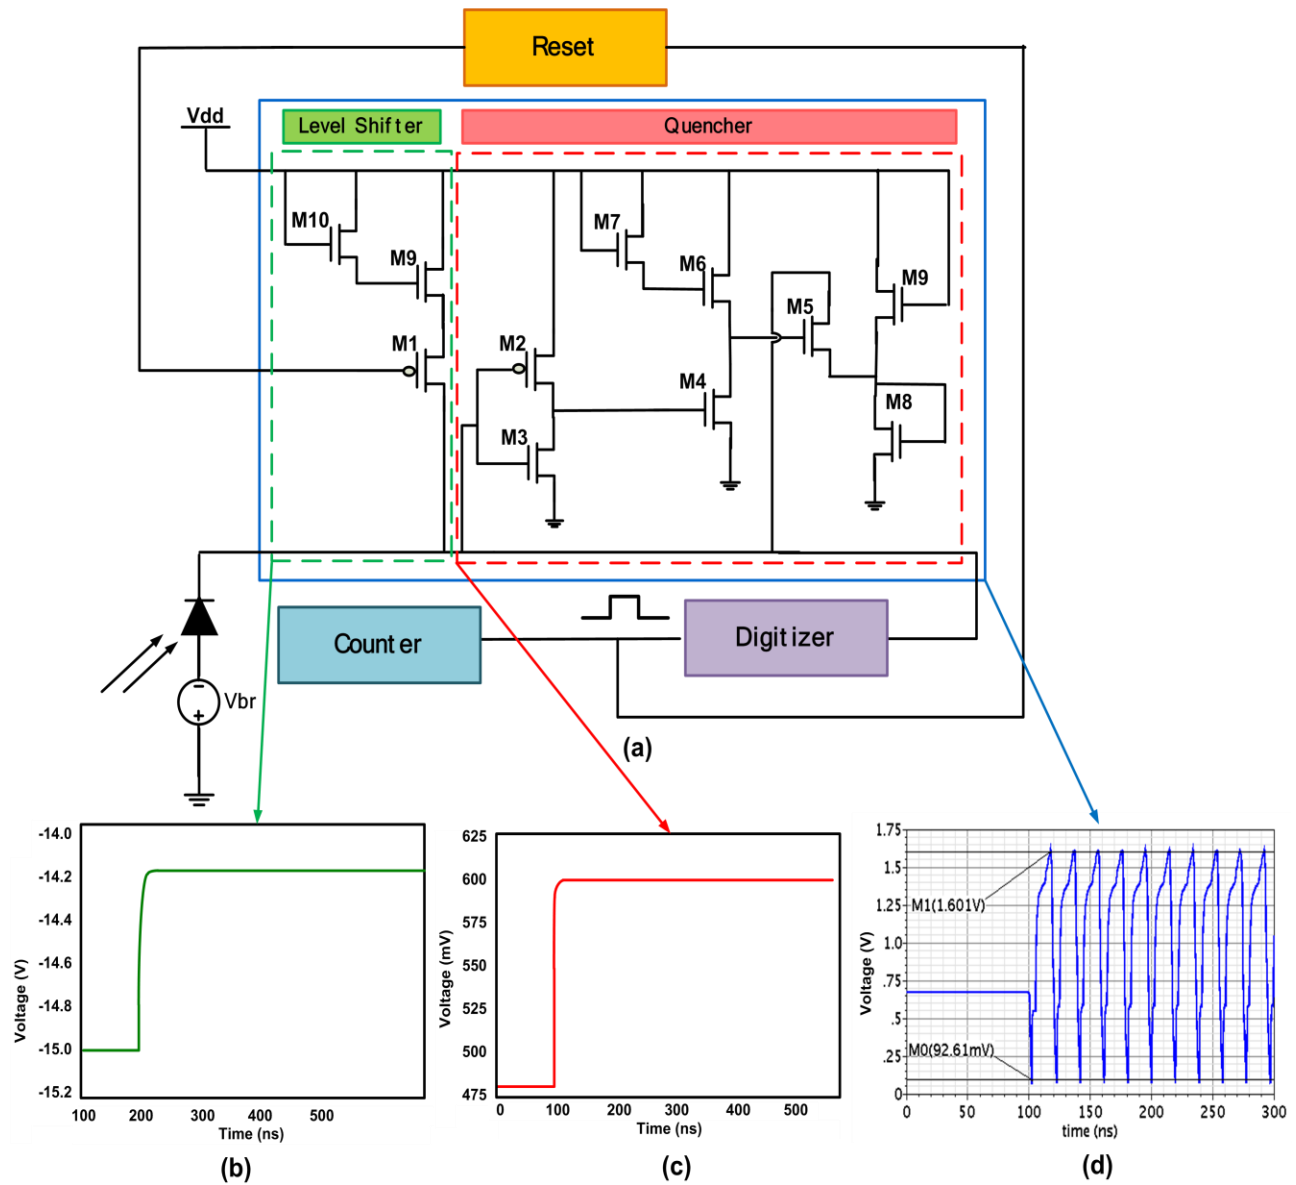 Reset
Vdd
Level Shifter
Quencher
M10
M7
M9
M6
M9
M5
M1
M2
M4
M8
M3
Counter
Digitizer
Vbr
(a)
-14.0
-14.2
-14.4
-14.6
-14.8
-15.0
-15.2
Voltage (V)
100 200 300 400 500
Time (ns)
(b)
625
600
575
550
525
500
475
Voltage (mV)
0 100 200 300 400 500
Time (ns)
(c)
1.75
1.5
1.25
1.0
.75
.5
.25
0
Voltage (V)
M1(1.601V)
M0(92.61mV)
0 50 100 150 200 250 300
time (ns)
(d)